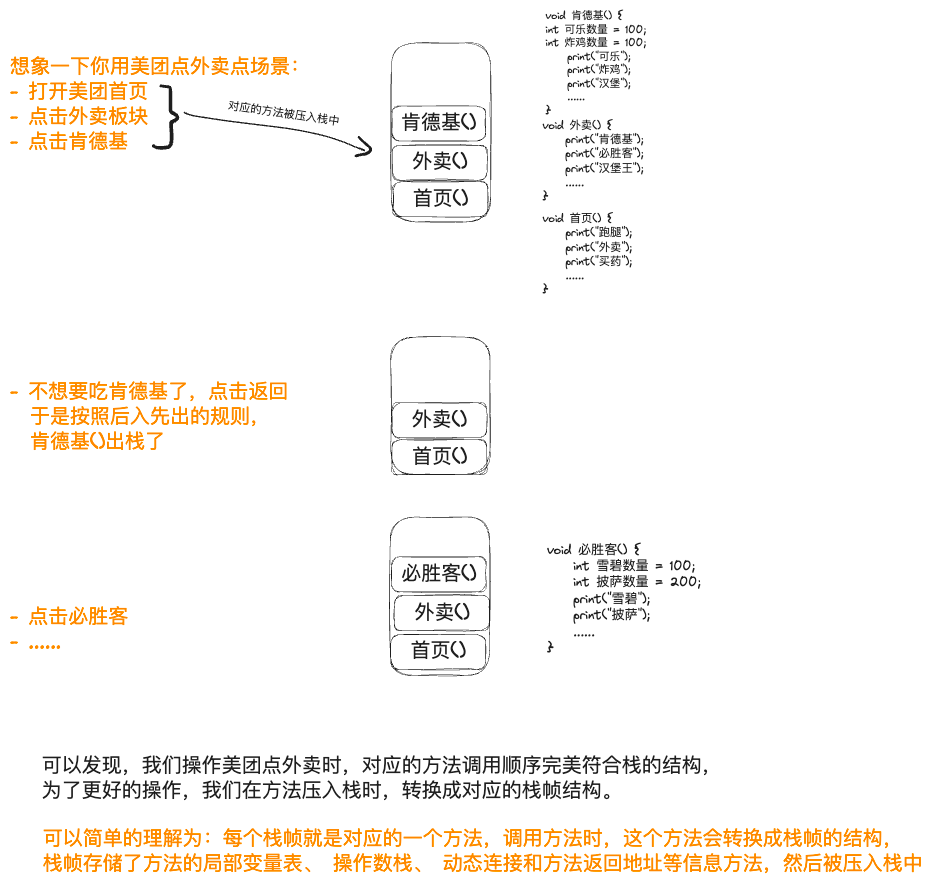 想象一下你用美团点外卖点场景：
- 打开美团首页
- 点击外卖板块
- 点击肯德基
对应的方法被压入栈中
肯德基()
外卖()
首页()
void 肯德基() {
int 可乐数量 = 100;
int 炸鸡数量 = 100;
print("可乐");
print("炸鸡");
print("汉堡");
......
}
void 外卖() {
print("肯德基");
print("必胜客");
print("汉堡王");
......
}
void 首页() {
print("跑腿");
print("外卖");
print("买药");
......
}
- 不想要吃肯德基了，点击返回
于是按照后入先出的规则，
肯德基()出栈了
外卖()
首页()
- 点击必胜客
- ......
必胜客()
外卖()
首页()
void 必胜客() {
int 雪碧数量 = 100;
int 披萨数量 = 200;
print("雪碧");
print("披萨");
......
}
可以发现，我们操作美团点外卖时，对应的方法调用顺序完美符合栈的结构，
为了更好的操作，我们在方法压入栈时，转换成对应的栈帧结构。
可以简单的理解为：每个栈帧就是对应的一个方法，调用方法时，这个方法会转换成栈帧的结构，
栈帧存储了方法的局部变量表、 操作数栈、 动态连接和方法返回地址等信息方法，然后被压入栈中